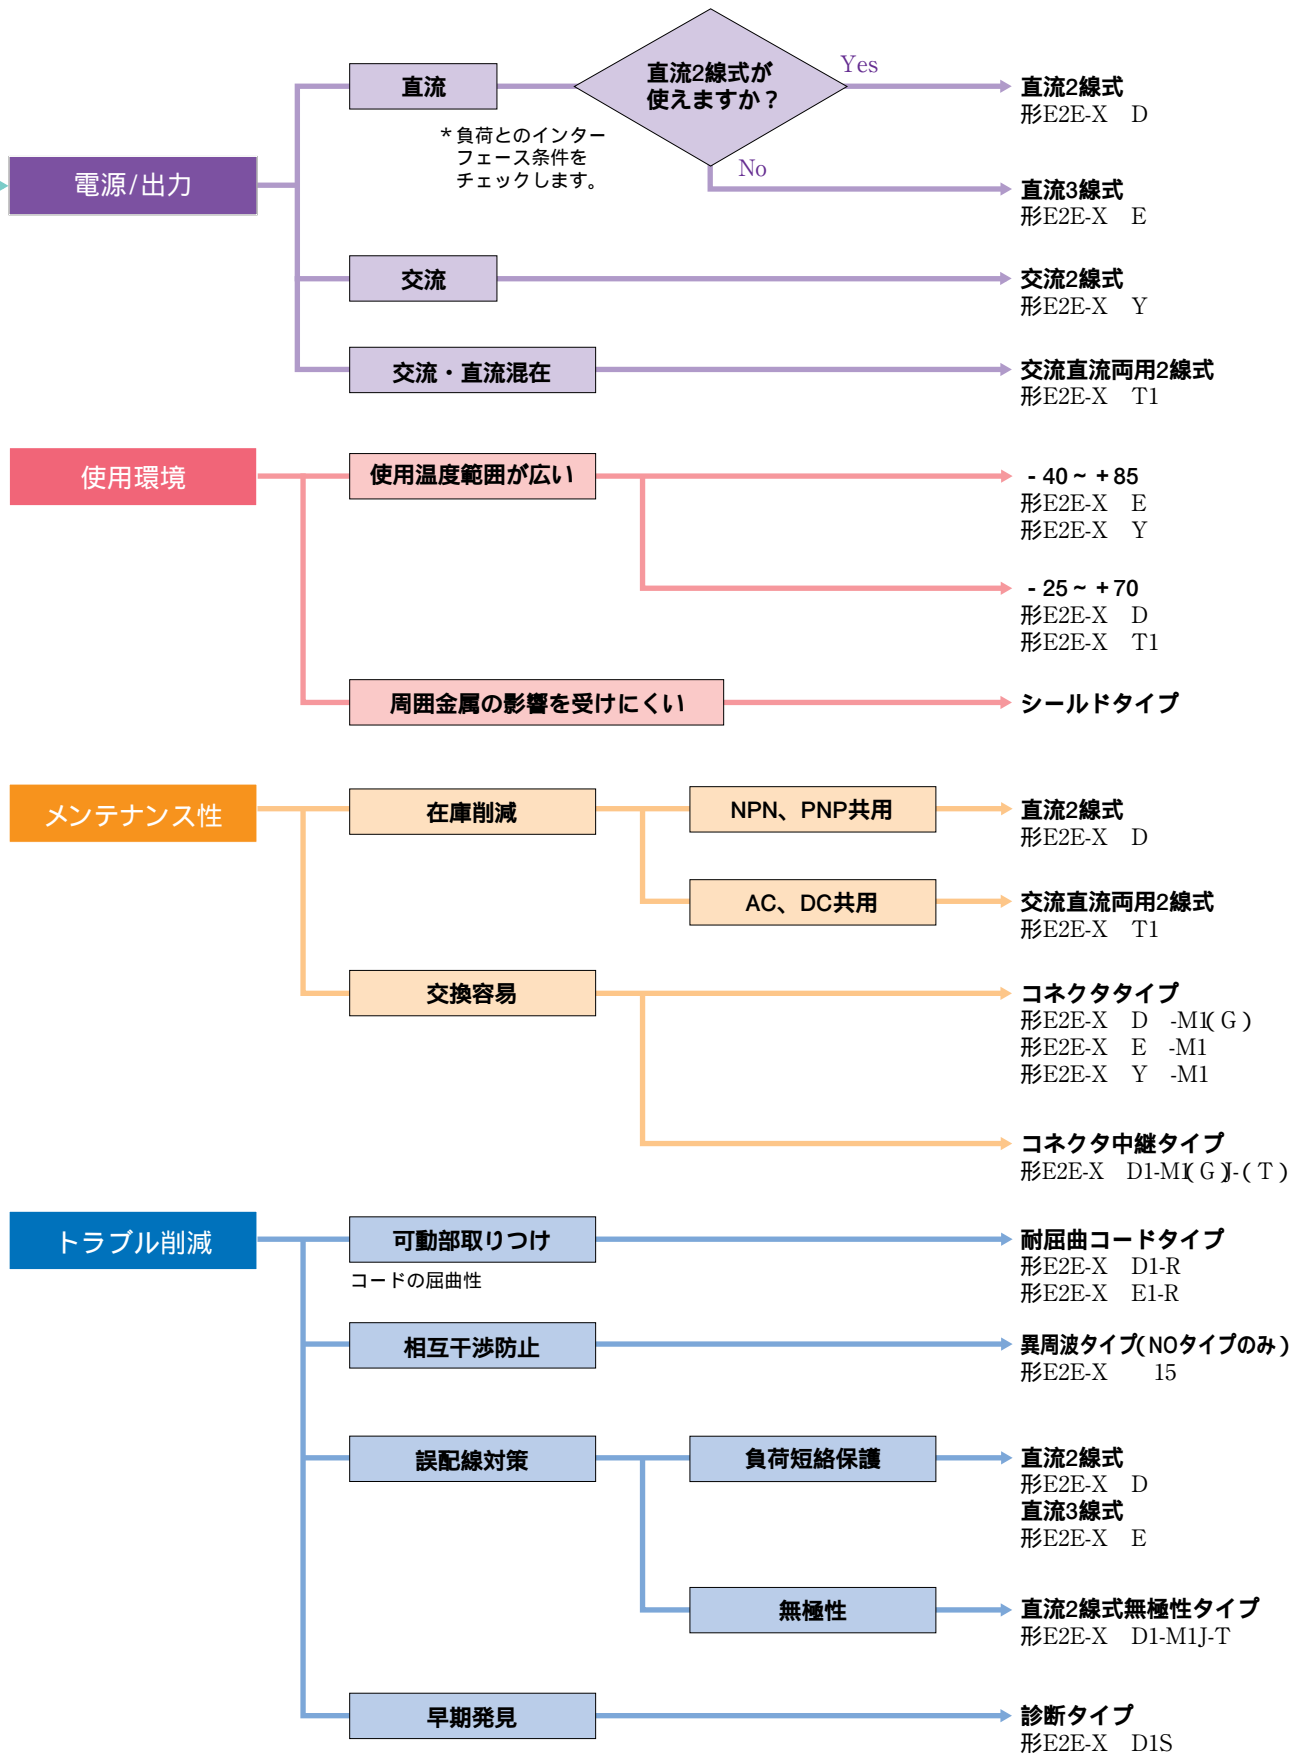 電源/出力
直流
*負荷とのインター
フェース条件を
チェックします。
直流2線式が
使えますか？
Yes
No
直流2線式
形E2E-X　D
直流3線式
形E2E-X　E
交流
交流2線式
形E2E-X　Y
交流・直流混在
交流直流両用2線式
形E2E-X　T1
使用環境
使用温度範囲が広い
- 40 ~ + 85
形E2E-X　E
形E2E-X　Y
- 25 ~ + 70
形E2E-X　D
形E2E-X　T1
周囲金属の影響を受けにくい
シールドタイプ
メンテナンス性
在庫削減
NPN、PNP共用
直流2線式
形E2E-X　D
AC、DC共用
交流直流両用2線式
形E2E-X　T1
交換容易
コネクタタイプ
形E2E-X　D　-M1(G)
形E2E-X　E　-M1
形E2E-X　Y　-M1
コネクタ中継タイプ
形E2E-X　D1-M1(G)J-(T)
トラブル削減
可動部取りつけ
コードの屈曲性
耐屈曲コードタイプ
形E2E-X　D1-R
形E2E-X　E1-R
相互干渉防止
異周波タイプ(NOタイプのみ)
形E2E-X　　15
誤配線対策
負荷短絡保護
直流2線式
形E2E-X　D
直流3線式
形E2E-X　E
無極性
直流2線式無極性タイプ
形E2E-X　D1-M1J-T
早期発見
診断タイプ
形E2E-X　D1S